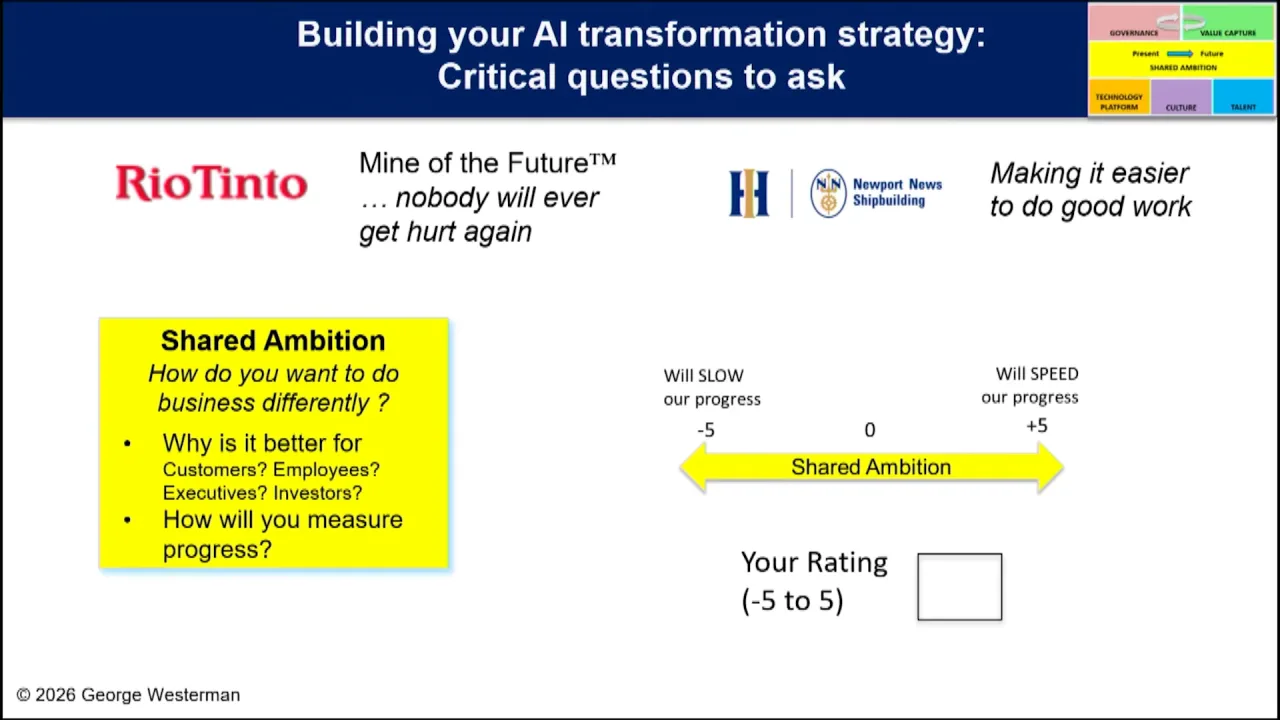 Building your AI transformation strategy:
Critical questions to ask
GOVERNANCE
VALUE CAPTURE
Present
Future
SHARED AMBITION
TECHNOLOGY
PLATFORM
CULTURE
TALENT
RioTinto
Mine of the Future™
… nobody will ever
get hurt again
Newport News
Shipbuilding
Making it easier
to do good work
Shared Ambition
How do you want to do
business differently ?
• Why is it better for
Customers? Employees?
Executives? Investors?
• How will you measure
progress?
Will SLOW
our progress
Will SPEED
our progress
-5
0
+5
Shared Ambition
Your Rating
(-5 to 5)
© 2026 George Westerman